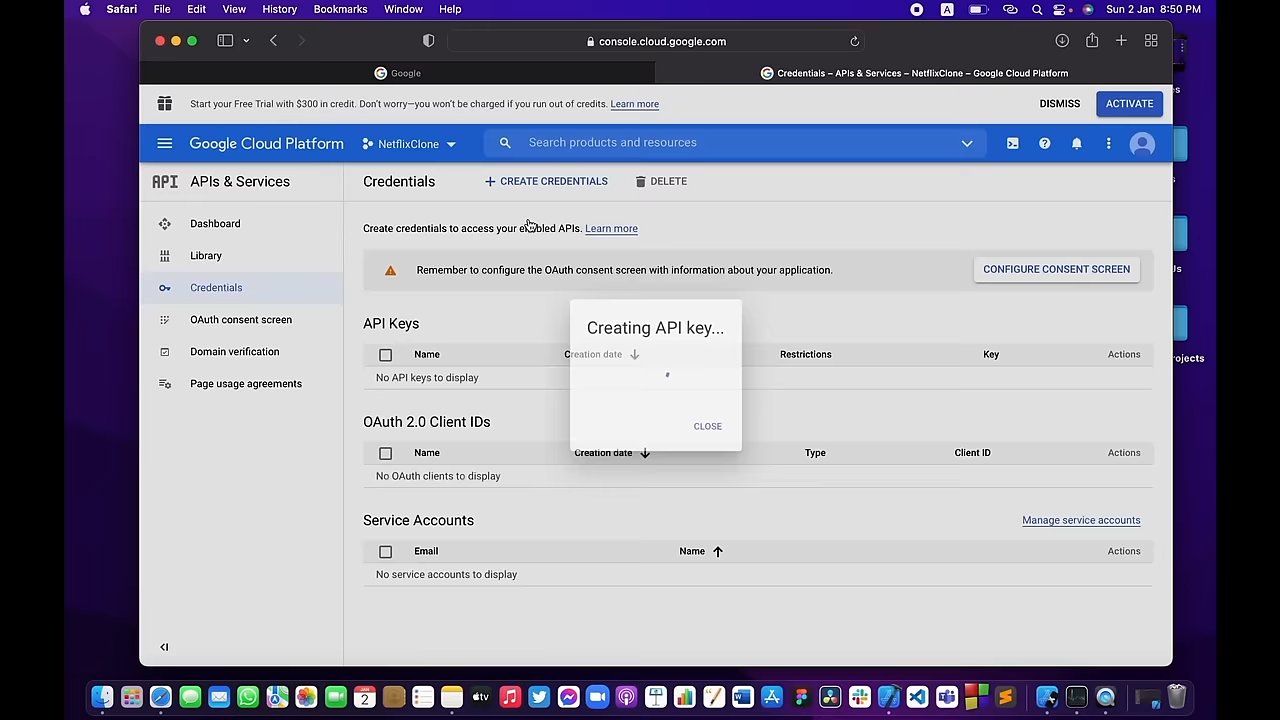 Safari File Edit View History Bookmarks Window Help A Sun 2 Jan 8:50 PM
console.cloud.google.com
Google
Credentials – APIs & Services – NetflixClone – Google Cloud Platform
Start your Free Trial with $300 in credit. Don't worry—you won't be charged if you run out of credits. Learn more
DISMISS
ACTIVATE
Google Cloud Platform
NetflixClone
Search products and resources
API APIs & Services
Credentials
+ CREATE CREDENTIALS
DELETE
Dashboard
Library
Credentials
OAuth consent screen
Domain verification
Page usage agreements
Create credentials to access your enabled APIs. Learn more
Remember to configure the OAuth consent screen with information about your application.
CONFIGURE CONSENT SCREEN
API Keys
Name Creation date Restrictions Key Actions
No API keys to display
Creating API key...
CLOSE
OAuth 2.0 Client IDs
Name Creation date Type Client ID Actions
No OAuth clients to display
Service Accounts
Manage service accounts
Email Name Actions
No service accounts to display
ojects
JAN
2
tv